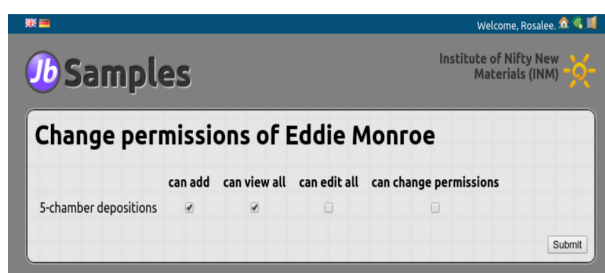 Welcome, Rosalee.
Jb Samples
Institute of Nifty New
Materials (INM)
Change permissions of Eddie Monroe
can add can view all can edit all can change permissions
5-chamber depositions
Submit